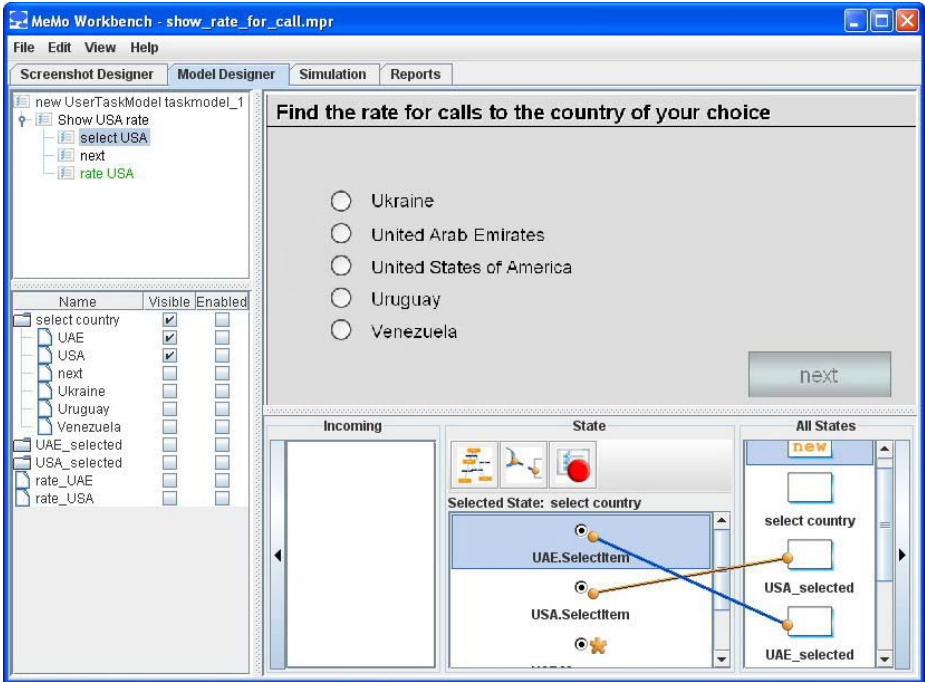 MeMo Workbench - show_rate_for_call.mpr
File Edit View Help
Screenshot Designer Model Designer Simulation Reports
new UserTaskModel taskmodel_1
Show USA rate
select USA
next
rate USA
Name Visible Enabled
select country
UAE
USA
next
Ukraine
Uruguay
Venezuela
UAE_selected
USA_selected
rate_UAE
rate_USA
Find the rate for calls to the country of your choice
Ukraine
United Arab Emirates
United States of America
Uruguay
Venezuela
next
Incoming
State
Selected State: select country
UAE.SelectItem
USA.SelectItem
All States
new
select country
USA_selected
UAE_selected